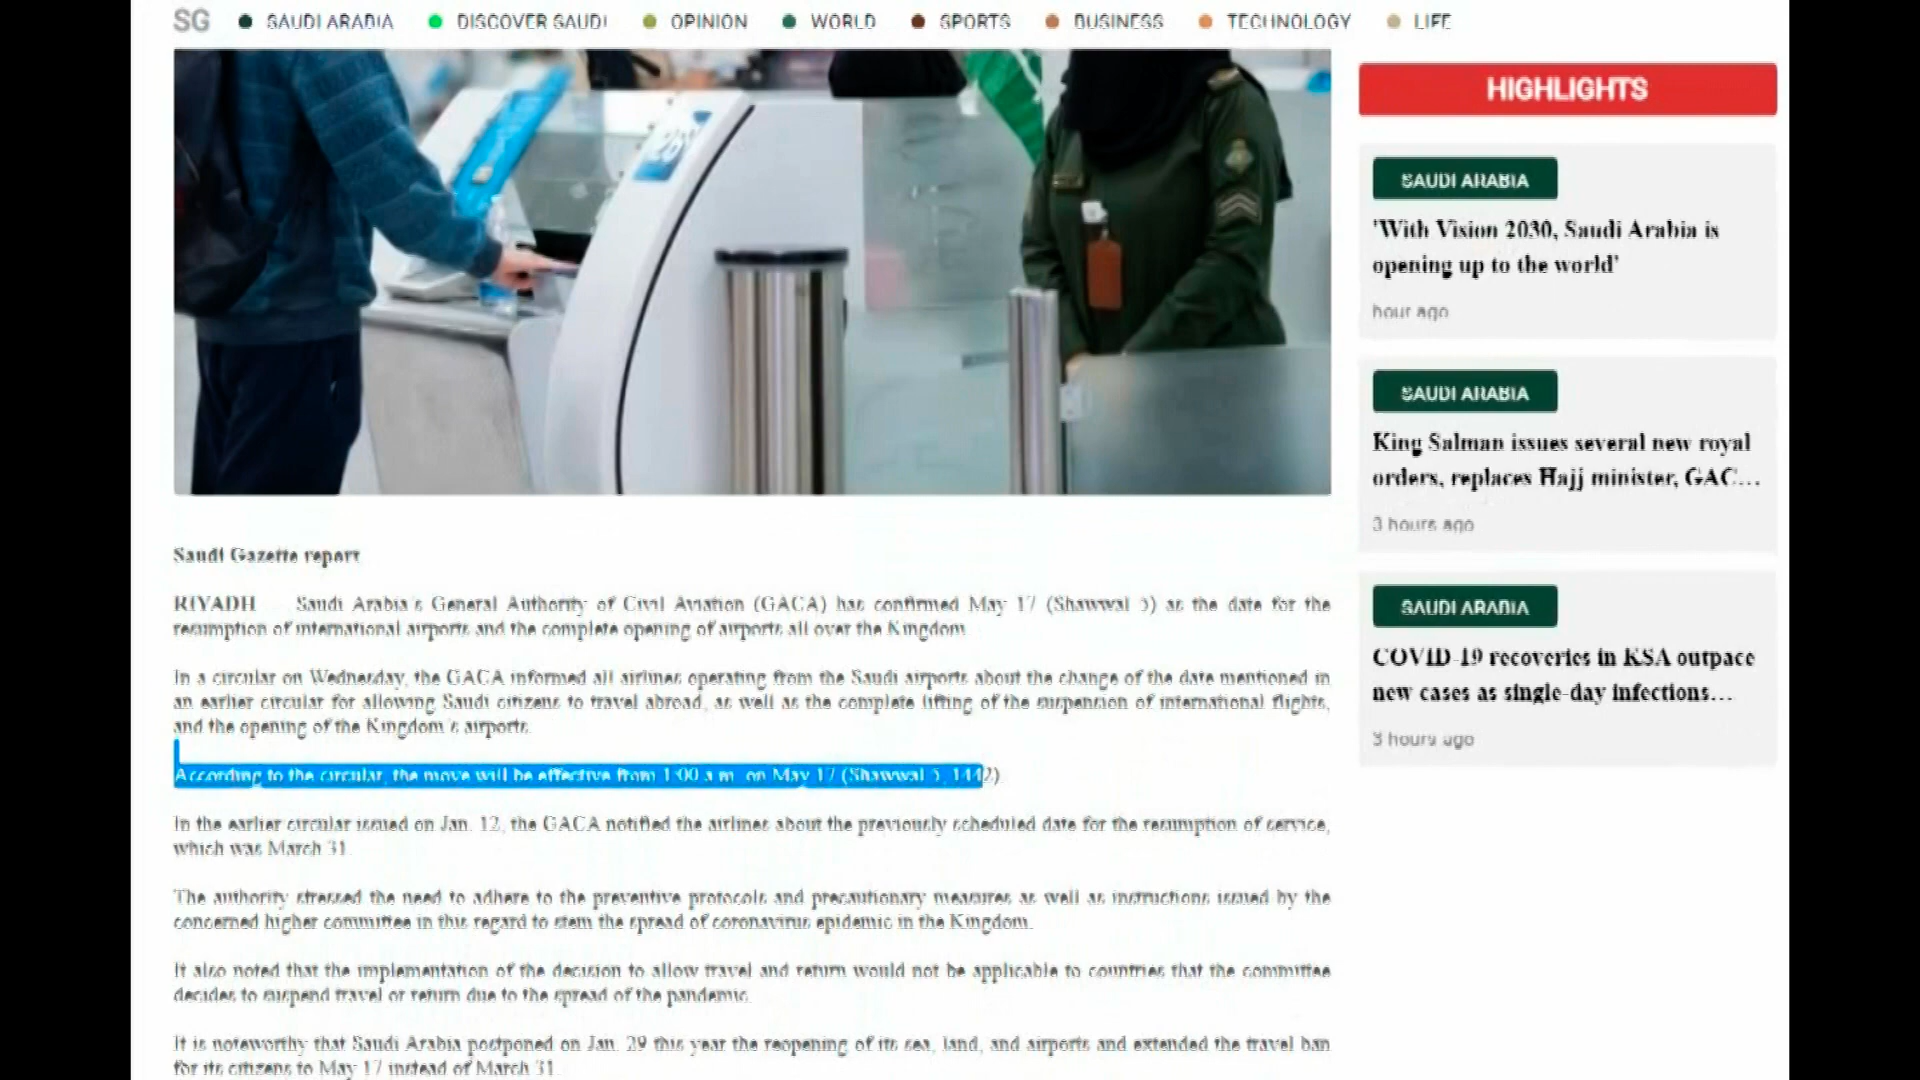 SG SAUDI ARABIA DISCOVER SAUDI OPINION WORLD SPORTS BUSINESS TECHNOLOGY LIFE
Saudi Gazette report
RIYADH Saudi Arabia's General Authority of Civil Aviation (GACA) has confirmed May 17 (Shawwal 5) as the date for the
resumption of international airports and the complete opening of airports all over the Kingdom.
In a circular on Wednesday, the GACA informed all airlines operating from the Saudi airports about the change of the date mentioned in
an earlier circular for allowing Saudi citizens to travel abroad, as well as the complete lifting of the suspension of international flights,
and the opening of the Kingdom's airports.
According to the circular, the move will be effective from 1:00 a.m. on May 17 (Shawwal 5, 1442).
In the earlier circular issued on Jan. 12, the GACA notified the airlines about the previously scheduled date for the resumption of service,
which was March 31.
The authority stressed the need to adhere to the preventive protocols and precautionary measures as well as instructions issued by the
concerned higher committee in this regard to stem the spread of coronavirus epidemic in the Kingdom.
It also noted that the implementation of the decision to allow travel and return would not be applicable to countries that the committee
decides to suspend travel or return due to the spread of the pandemic.
It is noteworthy that Saudi Arabia postponed on Jan. 29 this year the reopening of its sea, land, and airports and extended the travel ban
for its citizens to May 17 instead of March 31.
HIGHLIGHTS
SAUDI ARABIA
'With Vision 2030, Saudi Arabia is
opening up to the world'
hour ago
SAUDI ARABIA
King Salman issues several new royal
orders, replaces Hajj minister, GAC…
3 hours ago
SAUDI ARABIA
COVID-19 recoveries in KSA outpace
new cases as single-day infections…
3 hours ago